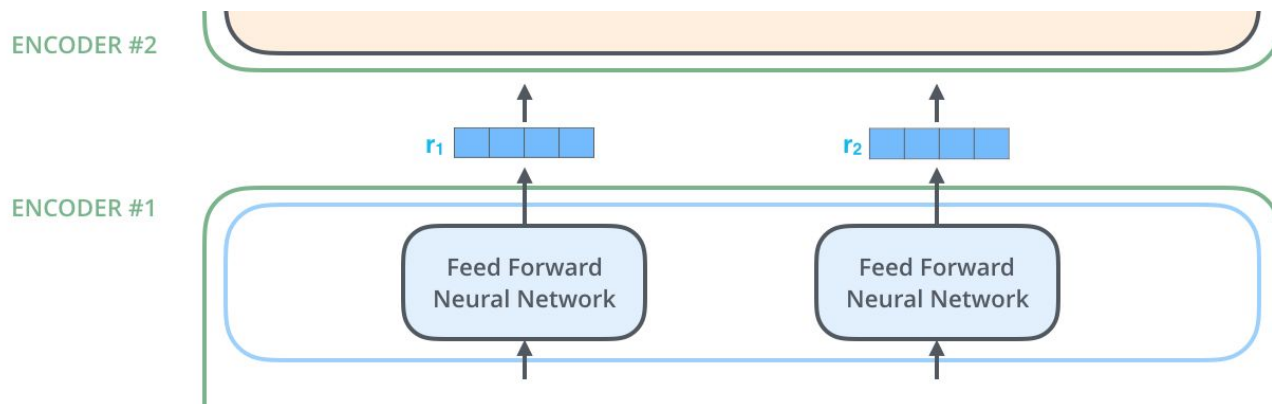 ENCODER #2
r1
r2
ENCODER #1
Feed Forward
Neural Network
Feed Forward
Neural Network